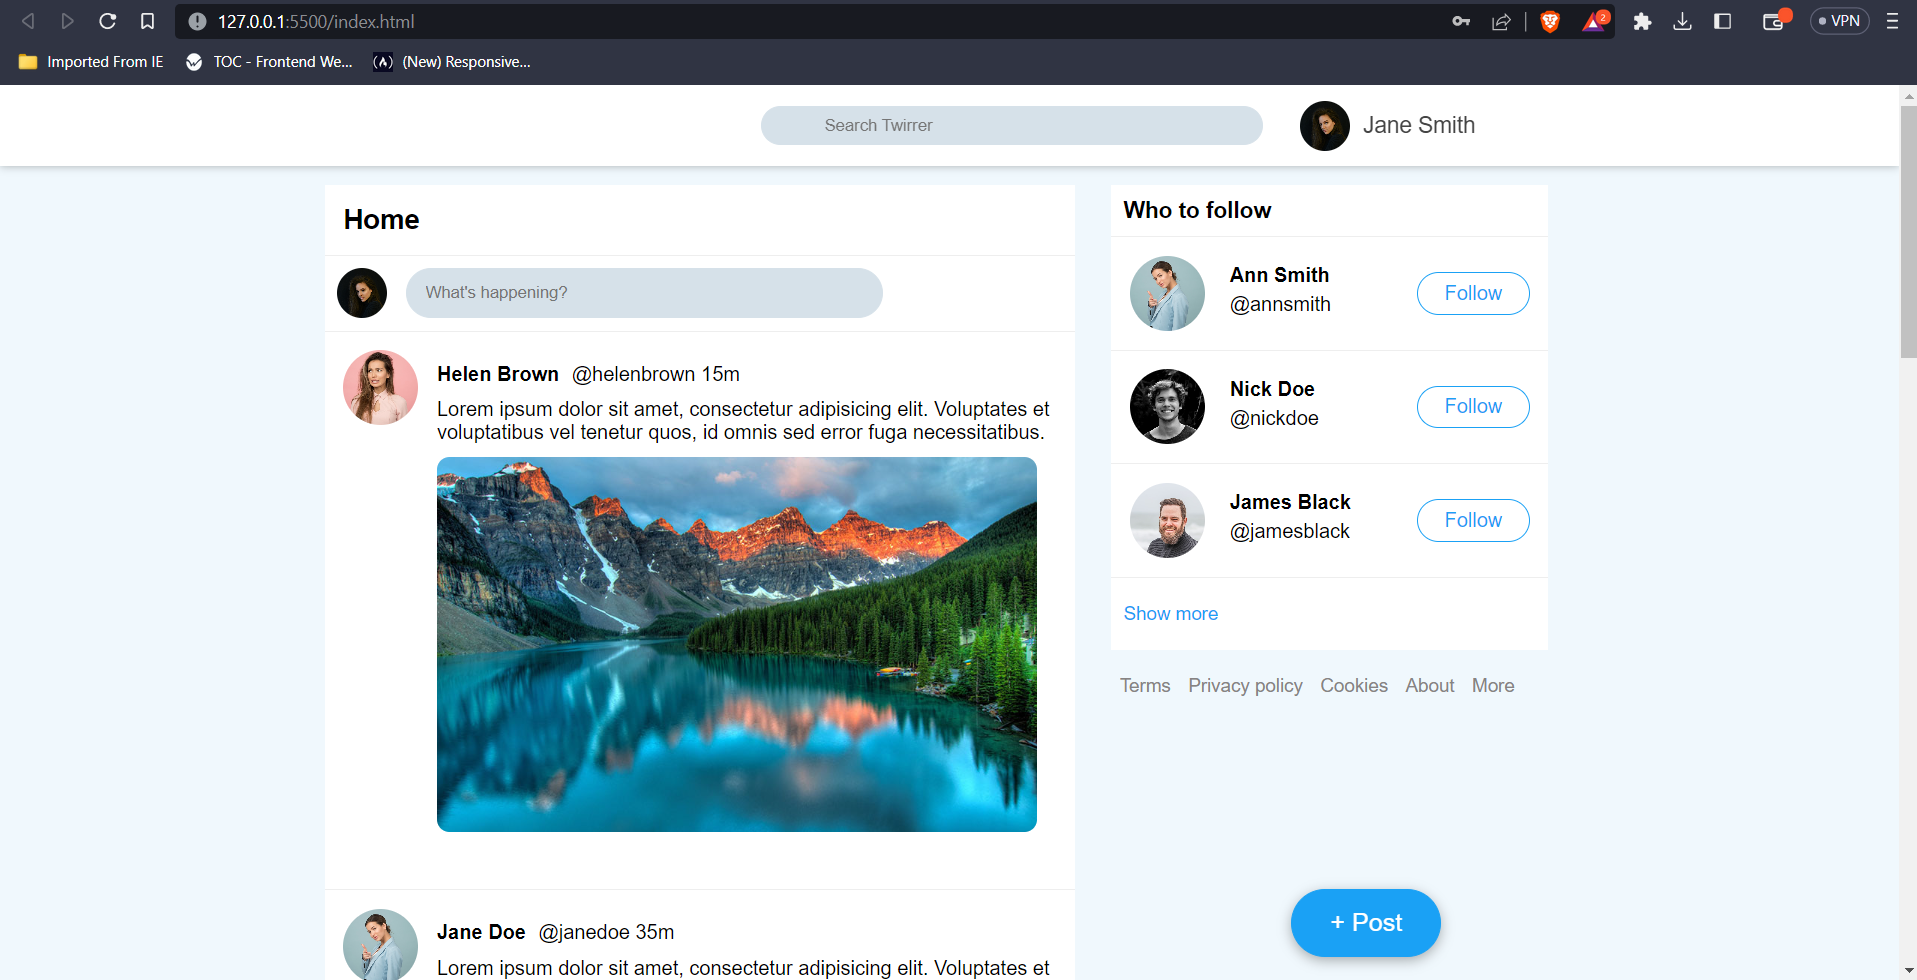 127.0.0.1:5500/index.html
2
VPN
Imported From IE
TOC - Frontend We...
(New) Responsive...
Search Twirrer
Jane Smith
Home
What's happening?
Helen Brown @helenbrown 15m
Lorem ipsum dolor sit amet, consectetur adipisicing elit. Voluptates et
voluptatibus vel tenetur quos, id omnis sed error fuga necessitatibus.
Jane Doe @janedoe 35m
Lorem ipsum dolor sit amet, consectetur adipisicing elit. Voluptates et
Who to follow
Ann Smith
@annsmith
Follow
Nick Doe
@nickdoe
Follow
James Black
@jamesblack
Follow
Show more
Terms Privacy policy Cookies About More
+ Post